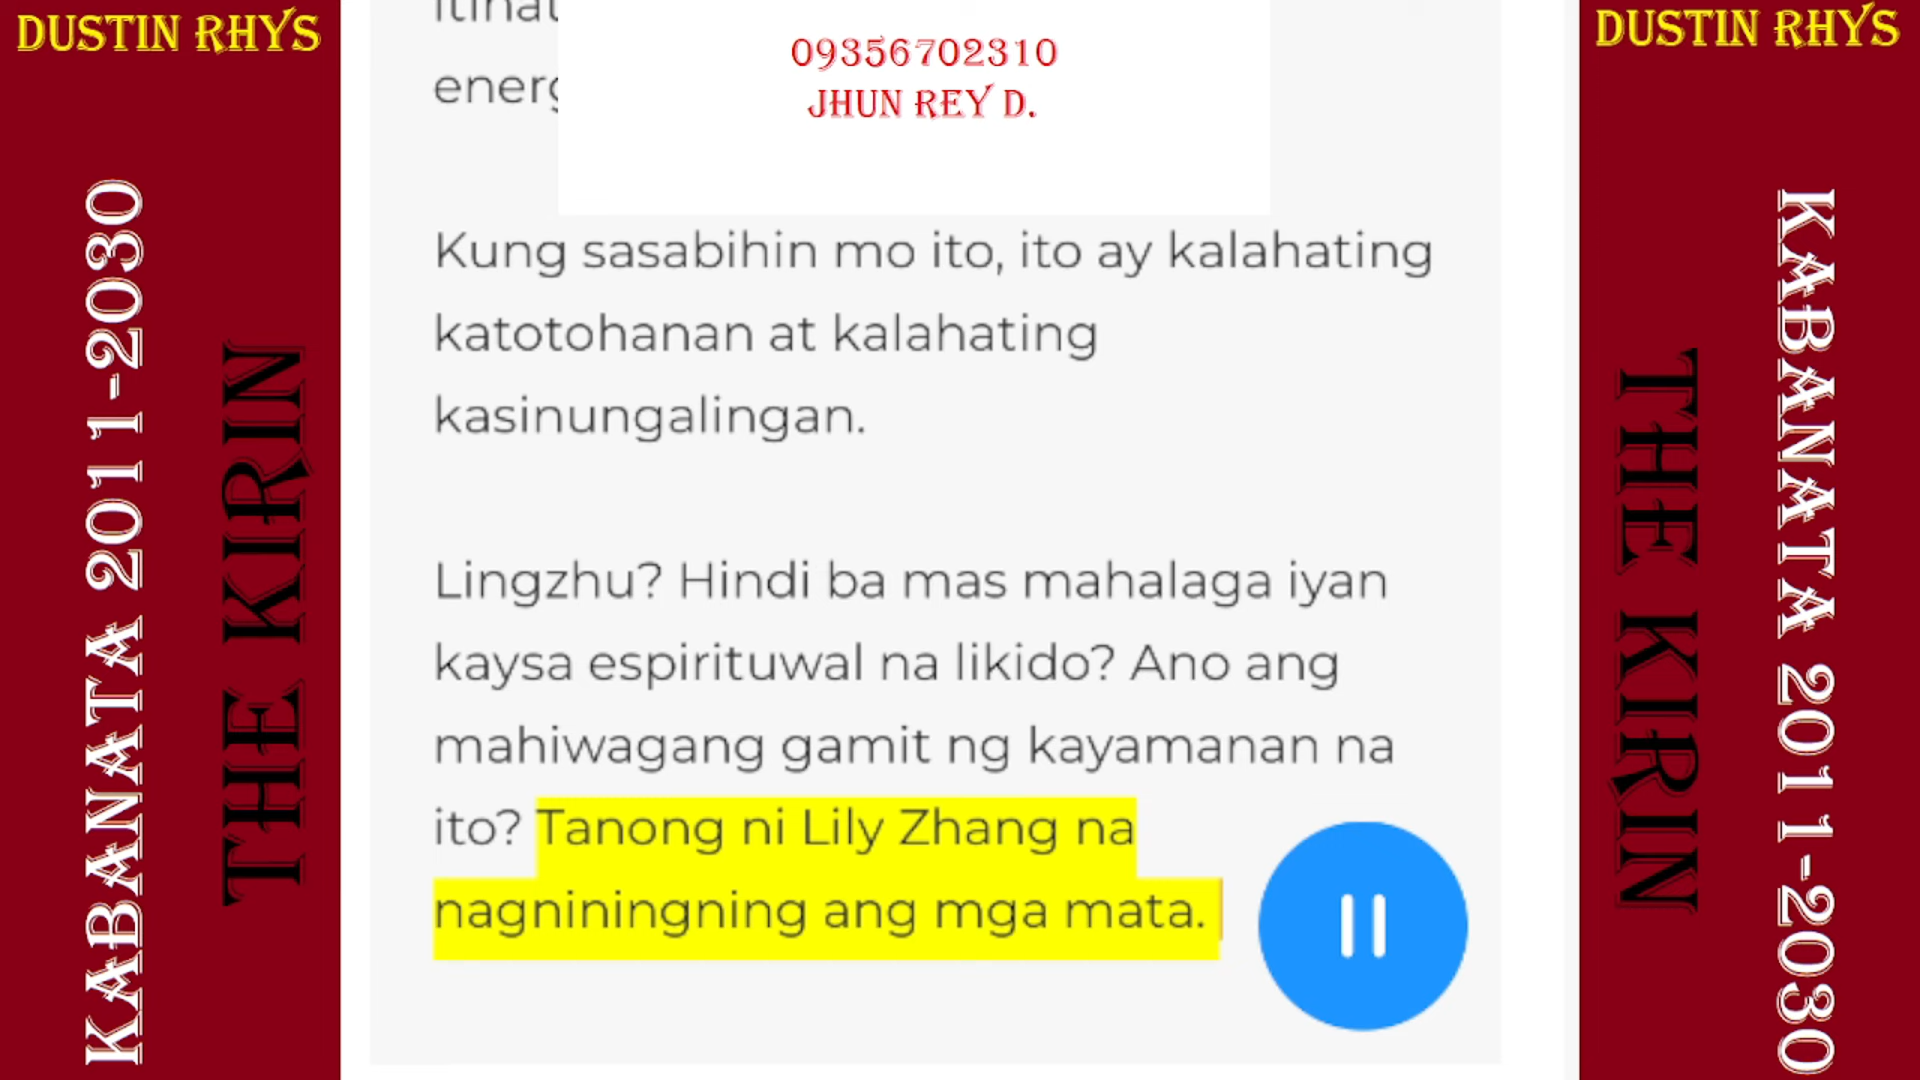 DUSTIN RHYS
KABANATA 2011-2030
THE KIRIN
09356702310
JHUN REY D.
Kung sasabihin mo ito, ito ay kalahating
katotohanan at kalahating
kasinungalingan.
Lingzhu? Hindi ba mas mahalaga iyan
kaysa espirituwal na likido? Ano ang
mahiwagang gamit ng kayamanan na
ito? Tanong ni Lily Zhang na
nagniningning ang mga mata.
DUSTIN RHYS
THE KIRIN
KABANATA 2011-2030